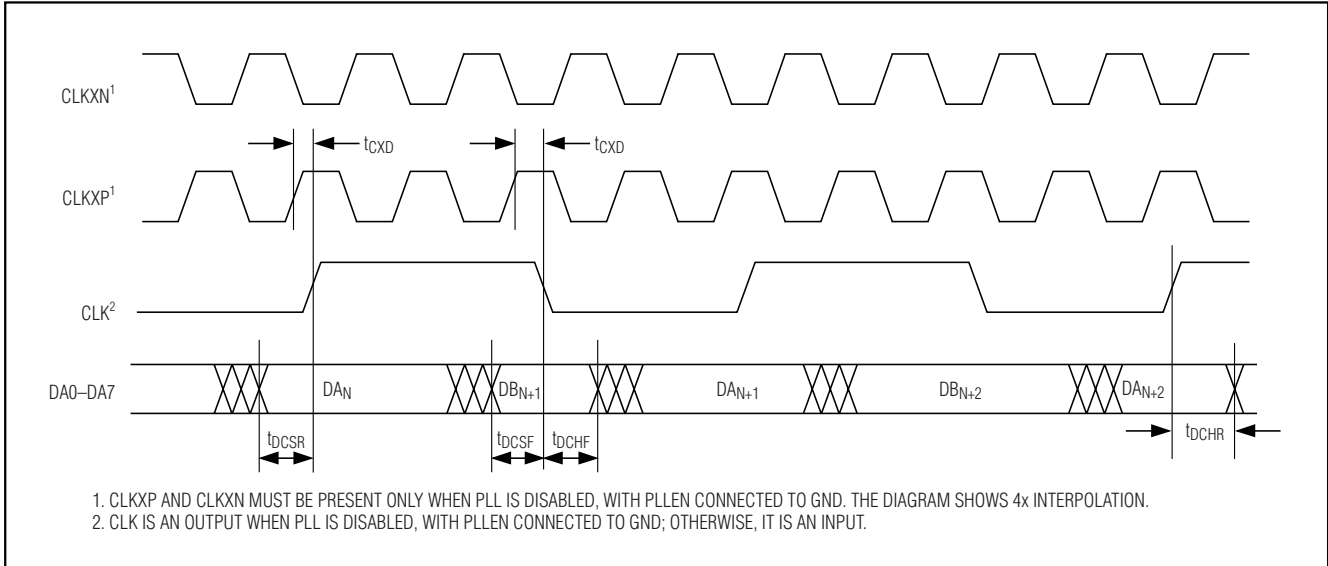 CLKXN¹
tCXD tCXD
CLKXP¹
CLK²
DA0–DA7 DAN DBN+1 DAN+1 DBN+2 DAN+2
tDCSR tDCSF tDCHF tDCHR
1. CLKXP AND CLKXN MUST BE PRESENT ONLY WHEN PLL IS DISABLED, WITH PLLEN CONNECTED TO GND. THE DIAGRAM SHOWS 4x INTERPOLATION.
2. CLK IS AN OUTPUT WHEN PLL IS DISABLED, WITH PLLEN CONNECTED TO GND; OTHERWISE, IT IS AN INPUT.